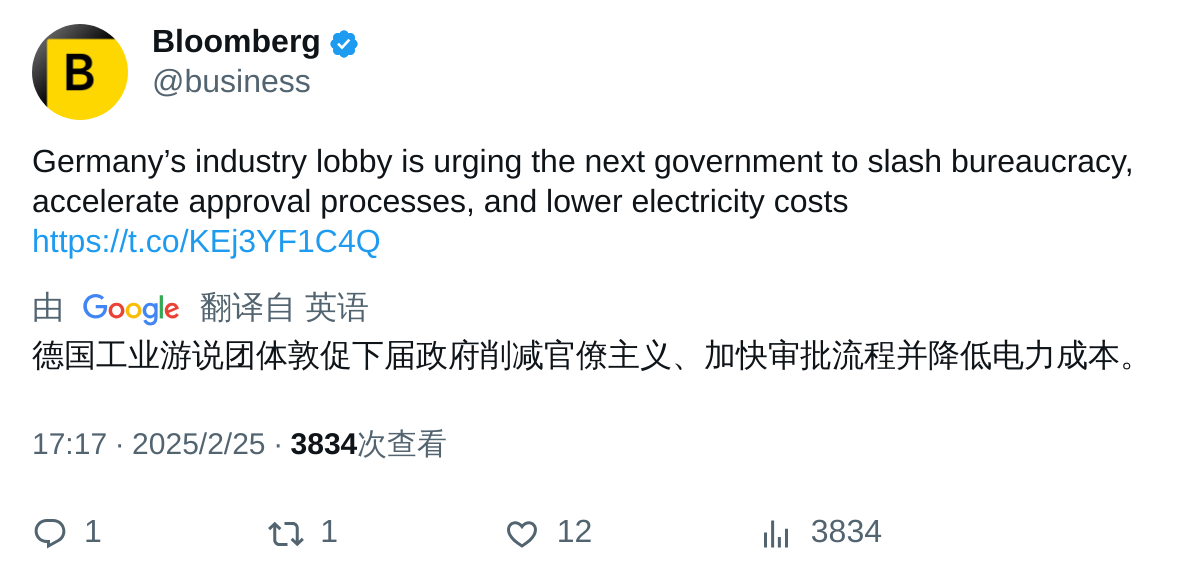 B
Bloomberg
@business
Germany’s industry lobby is urging the next government to slash bureaucracy,
accelerate approval processes, and lower electricity costs
https://t.co/KEj3YF1C4Q
由 Google 翻译自 英语
德国工业游说团体敦促下届政府削减官僚主义、加快审批流程并降低电力成本。
17:17 · 2025/2/25 · 3834次查看
1 1 12 3834